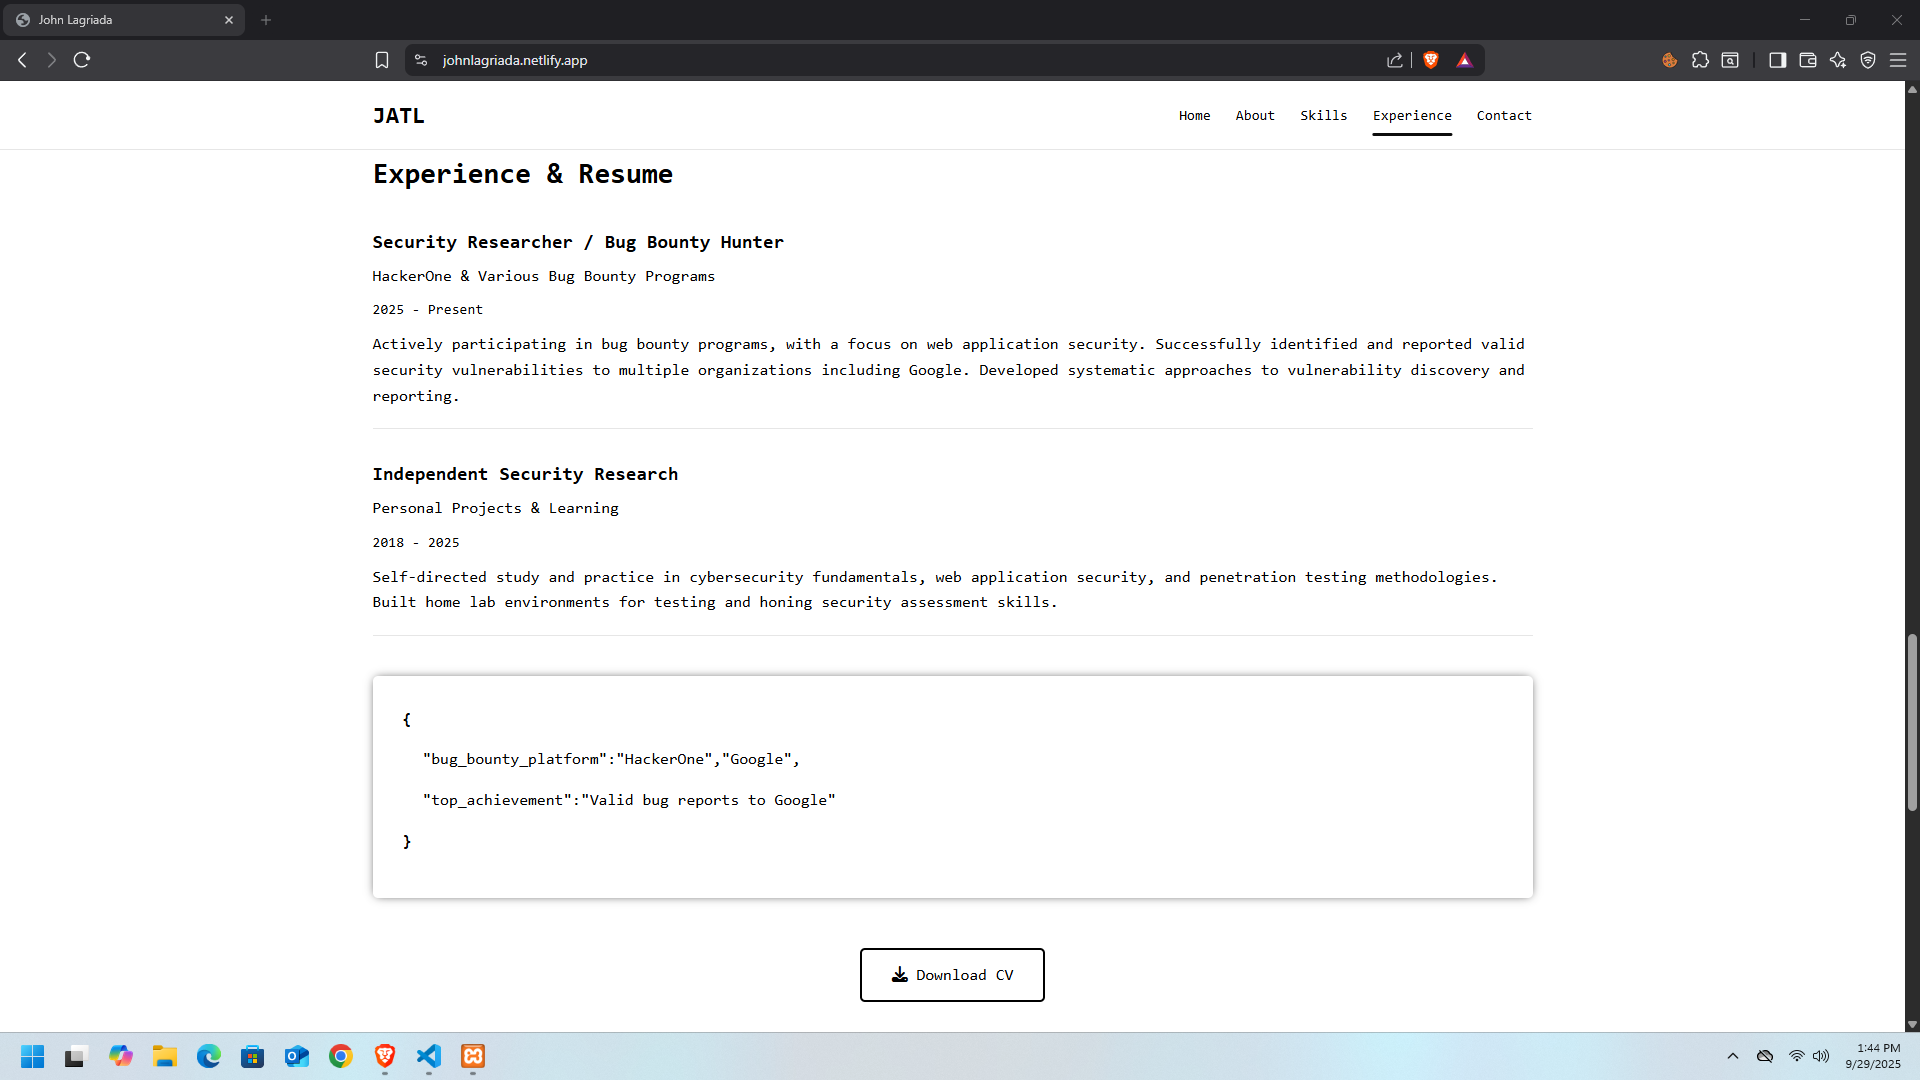 John Lagriada
johnlagriada.netlify.app
JATL
Home About Skills Experience Contact
Experience & Resume
Security Researcher / Bug Bounty Hunter
HackerOne & Various Bug Bounty Programs
2025 - Present
Actively participating in bug bounty programs, with a focus on web application security. Successfully identified and reported valid
security vulnerabilities to multiple organizations including Google. Developed systematic approaches to vulnerability discovery and
reporting.
Independent Security Research
Personal Projects & Learning
2018 - 2025
Self-directed study and practice in cybersecurity fundamentals, web application security, and penetration testing methodologies.
Built home lab environments for testing and honing security assessment skills.
{
"bug_bounty_platform":"HackerOne","Google",
"top_achievement":"Valid bug reports to Google"
}
Download CV
1:44 PM
9/29/2025